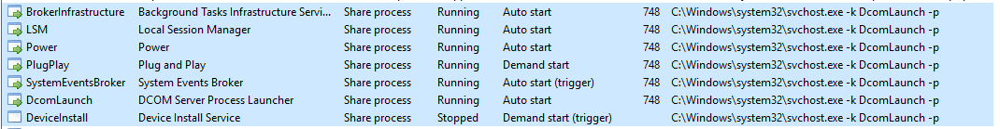 BrokerInfrastructure Background Tasks Infrastructure Servi... Share process Running Auto start 748 C:\Windows\system32\svchost.exe -k DcomLaunch -p
LSM Local Session Manager Share process Running Auto start 748 C:\Windows\system32\svchost.exe -k DcomLaunch -p
Power Power Share process Running Auto start 748 C:\Windows\system32\svchost.exe -k DcomLaunch -p
PlugPlay Plug and Play Share process Running Demand start 748 C:\Windows\system32\svchost.exe -k DcomLaunch -p
SystemEventsBroker System Events Broker Share process Running Auto start (trigger) 748 C:\Windows\system32\svchost.exe -k DcomLaunch -p
DcomLaunch DCOM Server Process Launcher Share process Running Auto start 748 C:\Windows\system32\svchost.exe -k DcomLaunch -p
DeviceInstall Device Install Service Share process Stopped Demand start (trigger) C:\Windows\system32\svchost.exe -k DcomLaunch -p